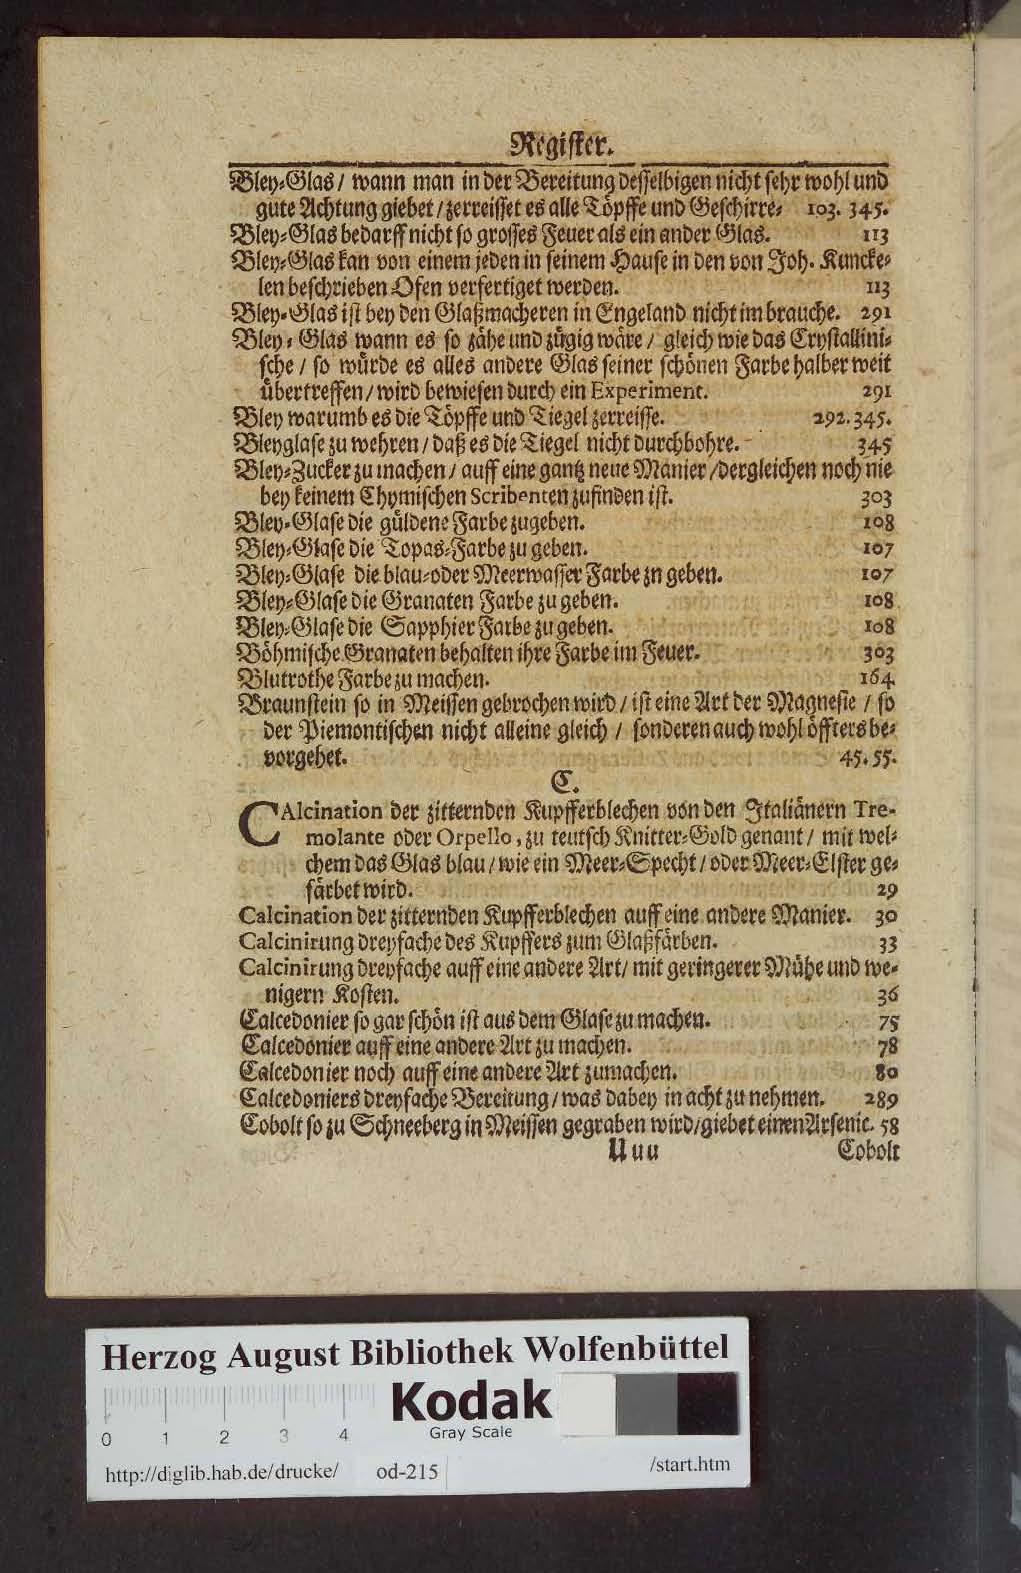 Register.
Bley-Glas / wann man in der Bereitung desselbigen nicht sehr wohl und
gute Achtung giebet / zerreisset es alle Töpffe und Geschirre- 103. 345.
Bley-Glas bedarff nicht so grosses Feuer als ein ander Glas. 113
Bley-Glas kan von einem jeden in seinem Hause in den von Joh. Kuncke-
len beschrieben Ofen verfertiget werden. 113
Bley-Glas ist bey den Glaßmacheren in Engeland nicht im brauche. 291
Bley-Glas wann es so zähe und zügig wäre / gleich wie das Crystallini-
sche / so würde es alles andere Glas seiner schönen Farbe halber weit
übertreffen / wird bewiesen durch ein Experiment. 291
Bley warumb es die Töpffe und Tiegel zerreisse. 292. 345.
Bleyglase zu wehren / daß es die Tiegel nicht durchbohre. 345
Bley-Zucker zu machen / auff eine gantz neue Manier / dergleichen noch nie
bey keinem Chymischen Scribenten zufinden ist. 303
Bley-Glase die güldene Farbe zugeben. 108
Bley-Glase die Topas-Farbe zu geben. 107
Bley-Glase die blau-oder Meerwasser Farbe zn geben. 107
Bley-Glase die Granaten Farbe zu geben. 108
Bley-Glase die Sapphier Farbe zu geben. 108
Böhmische Granaten behalten ihre Farbe im Feuer. 303
Blutrothe Farbe zu machen. 164
Braunstein so in Meissen gebrochen wird / ist eine Art der Magnesie / so
der Piemontischen nicht alleine gleich / sonderen auch wohl öffters be-
vorgehet. 45. 55.
C.
CAlcination der zitternden Kupfferblechen von den Italiänern Tre-
molante oder Orpello, zu teutsch Knitter-Gold genant / mit wel-
chem das Glas blau / wie ein Meer-Specht / oder Meer-Elster ge-
färbet wird. 29
Calcination der zitternden Kupfferblechen auff eine andere Manier. 30
Calcinirung dreyfache des Kupffers zum Glaßfärben. 33
Calcinirung dreyfache auff eine andere Art / mit geringerer Mühe und we-
nigern Kosten. 36
Calcedonier so gar schön ist aus dem Glase zu machen. 75
Calcedonier auff eine andere Art zu machen. 78
Calcedonier noch auff eine andere Art zumachen. 80
Calcedoniers dreyfache Bereitung / was dabey in acht zu nehmen. 289
Cobolt so zu Schneeberg in Meissen gegraben wird / giebet einen Arsenic. 58
Uuu Cobolt
Herzog August Bibliothek Wolfenbüttel
Kodak
Gray Scale
0 1 2 3 4
http://diglib.hab.de/drucke/ od-215 /start.htm